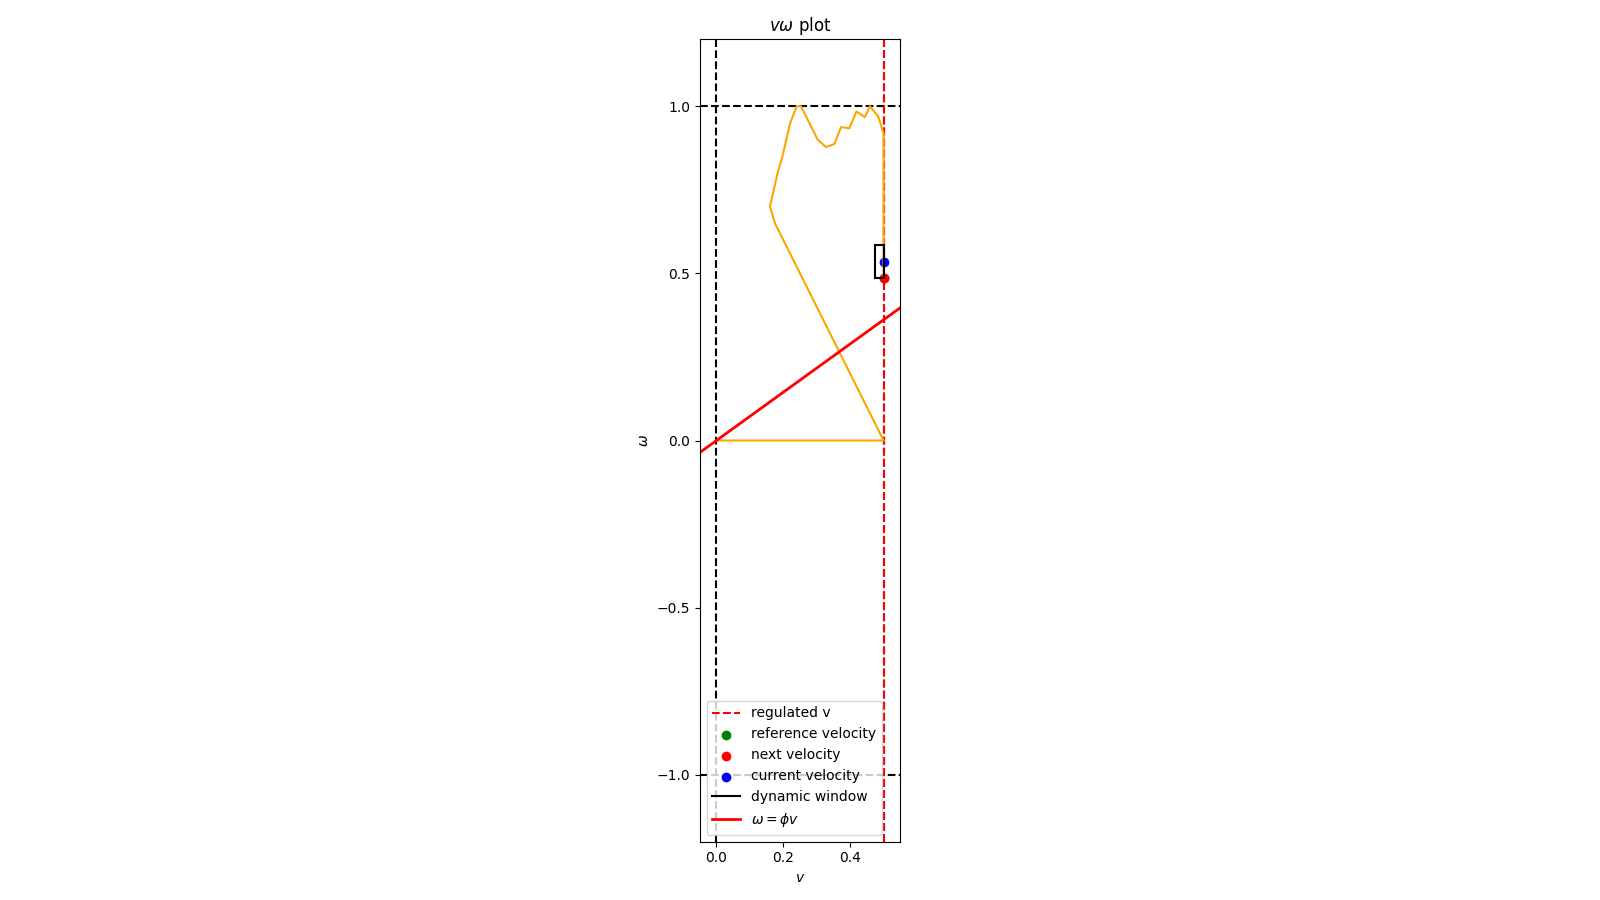 vω plot
1.0
0.5
0.0
−0.5
−1.0
ω
regulated v
reference velocity
next velocity
current velocity
dynamic window
ω = ϕv
0.0 0.2 0.4
v